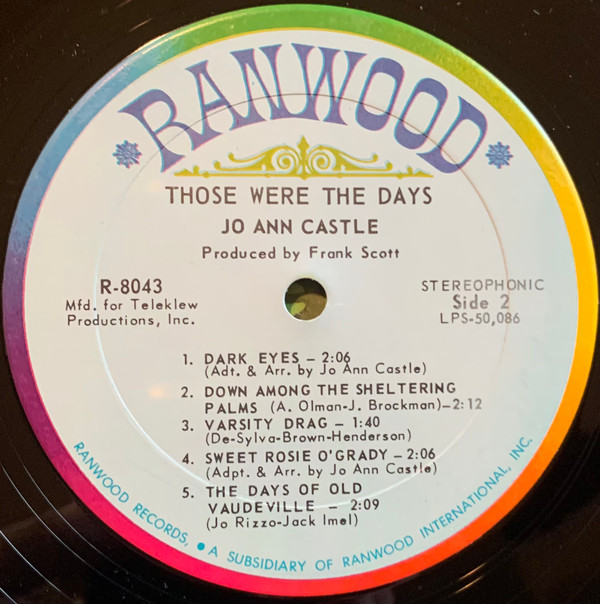 RANWOOD
THOSE WERE THE DAYS
JO ANN CASTLE
Produced by Frank Scott
R-8043
Mfd. for Teleklew
Productions, Inc.
STEREOPHONIC
Side 2
LPS-50,086
1. DARK EYES – 2:06
(Adt. & Arr. by Jo Ann Castle)
2. DOWN AMONG THE SHELTERING
PALMS (A. Olman-J. Brockman)–2:12
3. VARSITY DRAG – 1:40
(De-Sylva-Brown-Henderson)
4. SWEET ROSIE O'GRADY – 2:06
(Adpt. & Arr. by Jo Ann Castle)
5. THE DAYS OF OLD
VAUDEVILLE – 2:09
(Jo Rizzo-Jack Imel)
RANWOOD RECORDS, ● A SUBSIDIARY OF RANWOOD INTERNATIONAL, INC.